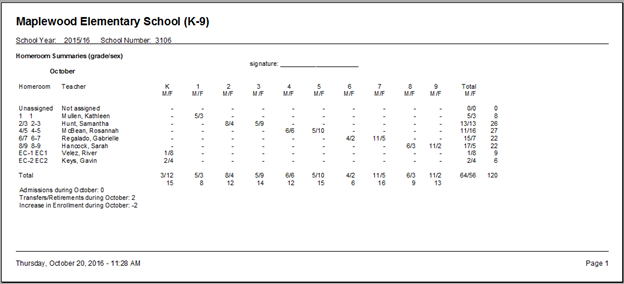 Maplewood Elementary School (K-9)
School Year: 2015/16 School Number: 3106
Homeroom Summaries (grade/sex)
signature: ____________________
October
Homeroom Teacher K 1 2 3 4 5 6 7 8 9 Total
M/F M/F M/F M/F M/F M/F M/F M/F M/F M/F M/F
Unassigned Not assigned - - - - - - - - - - 0/0 0
1 1 Mullen, Kathleen - 5/3 - - - - - - - - 5/3 8
2/3 2-3 Hunt, Samantha - - 8/4 5/9 - - - - - - 13/13 26
4/5 4-5 McBean, Rosannah - - - - 6/6 5/10 - - - - 11/16 27
6/7 6-7 Regalado, Gabrielle - - - - - - 4/2 11/5 - - 15/7 22
8/9 8-9 Hancock, Sarah - - - - - - - - 6/3 11/2 17/5 22
EC-1 EC1 Velez, River 1/8 - - - - - - - - - 1/8 9
EC-2 EC2 Keys, Gavin 2/4 - - - - - - - - - 2/4 6
Total 3/12 5/3 8/4 5/9 6/6 5/10 4/2 11/5 6/3 11/2 64/56 120
15 8 12 14 12 15 6 16 9 13
Admissions during October: 0
Transfers/Retirements during October: 2
Increase in Enrollment during October: -2
Thursday, October 20, 2016 - 11:28 AM Page 1